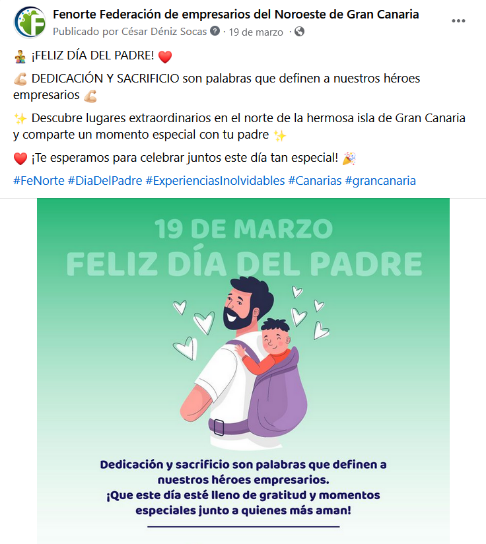 Fenorte Federación de empresarios del Noroeste de Gran Canaria
Publicado por César Déniz Socas · 19 de marzo ·
¡FELIZ DÍA DEL PADRE! ❤️
💪🏻 DEDICACIÓN Y SACRIFICIO son palabras que definen a nuestros héroes
empresarios 💪🏻
✨ Descubre lugares extraordinarios en el norte de la hermosa isla de Gran Canaria
y comparte un momento especial con tu padre ✨
❤️ ¡Te esperamos para celebrar juntos este día tan especial! 🎉
#FeNorte #DiaDelPadre #ExperienciasInolvidables #Canarias #grancanaria
19 DE MARZO
FELIZ DÍA DEL PADRE
Dedicación y sacrificio son palabras que definen a
nuestros héroes empresarios.
¡Que este día esté lleno de gratitud y momentos
especiales junto a quienes más aman!